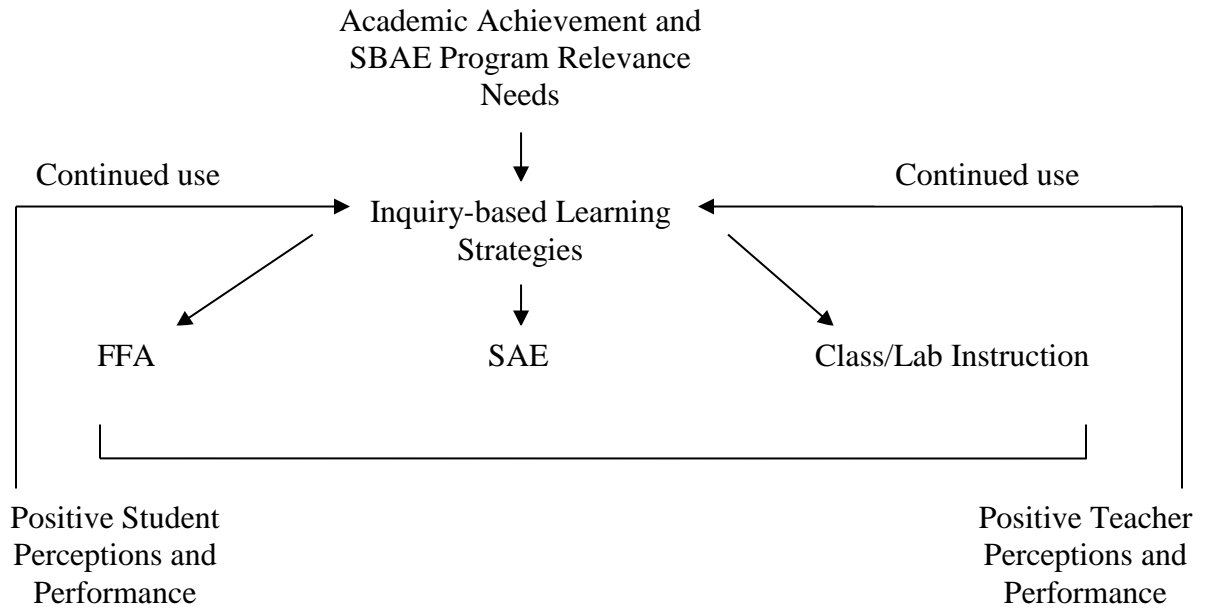 Academic Achievement and
SBAE Program Relevance
Needs
Continued use
Continued use
Inquiry-based Learning
Strategies
FFA
SAE
Class/Lab Instruction
Positive Student
Perceptions and
Performance
Positive Teacher
Perceptions and
Performance